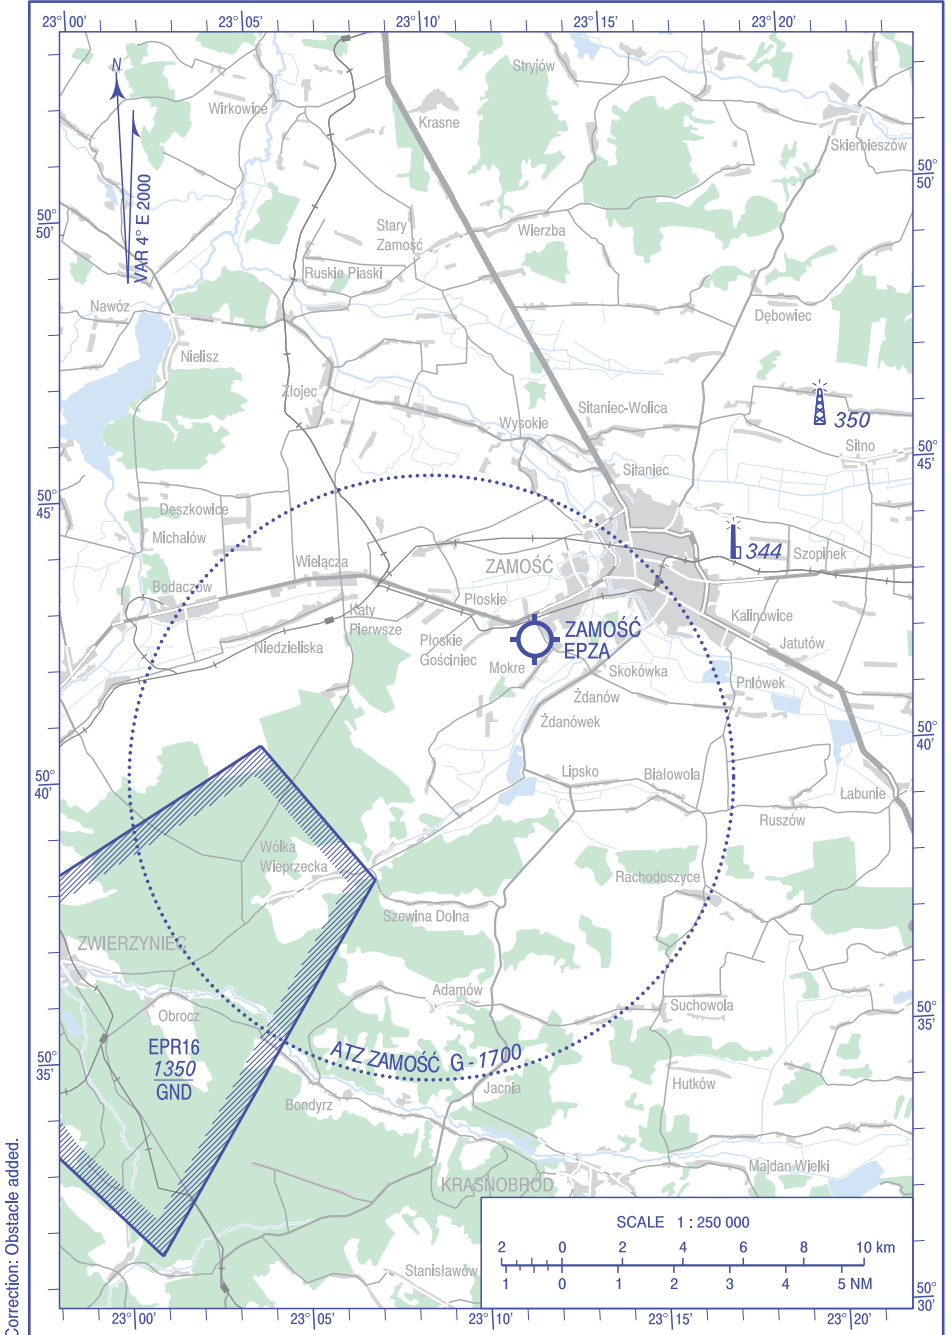 23° 00'
23° 05'
23° 10'
23° 15'
23° 20'
N
VAR 4° E 2000
Stryjów
Wirkowice
Krasne
Skierbieszów
50°
50'
50°
50'
Stary
Zamość
Wierzba
Ruskie Piaski
Nawóz
Dębowiec
Nielisz
Złojec
Sitaniec-Wolica
350
Wysokie
Sitno
50°
45'
Sitaniec
50°
45'
Deszkowice
Michalów
344
Szopinek
Wielącza
ZAMOŚĆ
Bodaczów
Płoskie
Katy
Pierwsze
Kalinowice
ZAMOŚĆ
EPZA
Płoskie
Gościniec
Niedzieliska
Jatutów
Mokre
Skokówka
Pniówek
Żdanów
Żdanówek
50°
40'
Lipsko
Białowola
50°
40'
Łabunie
Ruszów
Wólka
Wieprzecka
Rachodoszyce
Szewina Dolna
ZWIERZYNIEC
Adamów
Suchowola
50°
35'
Obrocz
EPR16
1350
GND
ATZ ZAMOŚĆ G - 1700
50°
35'
Jacnia
Hutków
Bondyrz
Majdan Wielki
KRASNOBRÓD
SCALE 1 : 250 000
2 0 2 4 6 8 10 km
1 0 1 2 3 4 5 NM
Stanisławów
50°
30'
23° 00'
23° 05'
23° 10'
23° 15'
23° 20'
Correction: Obstacle added.